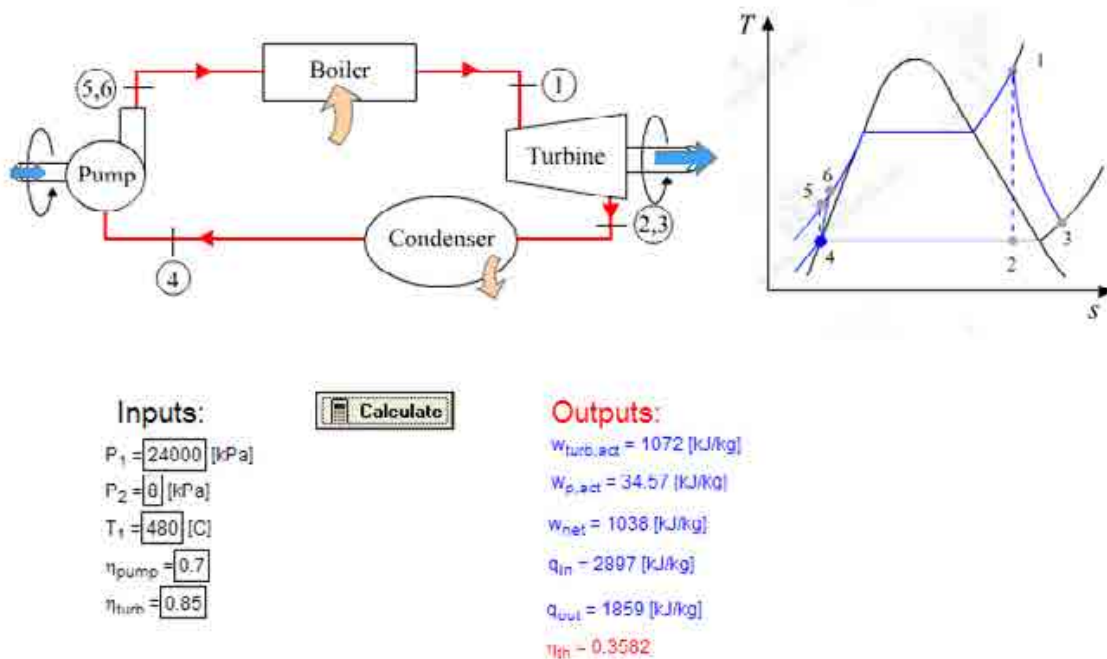 Boiler
5,6
1
Pump
Turbine
Condenser
2,3
4
T
1
6
5
4
2
3
s
Inputs:
Calculate
P1 = 24000 [kPa]
P2 = 8 [kPa]
T1 = 480 [C]
ηpump = 0.7
ηturb = 0.85
Outputs:
wturb,act = 1072 [kJ/kg]
wp,act = 34.57 [kJ/kg]
wnet = 1038 [kJ/kg]
qin = 2897 [kJ/kg]
qout = 1859 [kJ/kg]
ηth = 0.3582